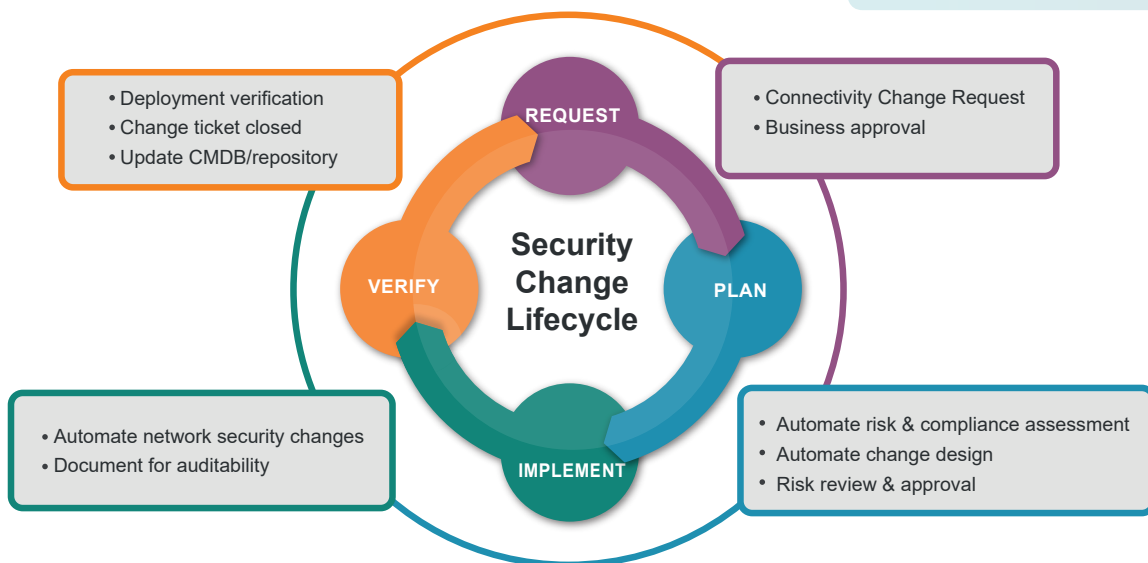 • Deployment verification
• Change ticket closed
• Update CMDB/repository
REQUEST
• Connectivity Change Request
• Business approval
Security
Change
Lifecycle
VERIFY
PLAN
• Automate network security changes
• Document for auditability
IMPLEMENT
• Automate risk & compliance assessment
• Automate change design
• Risk review & approval